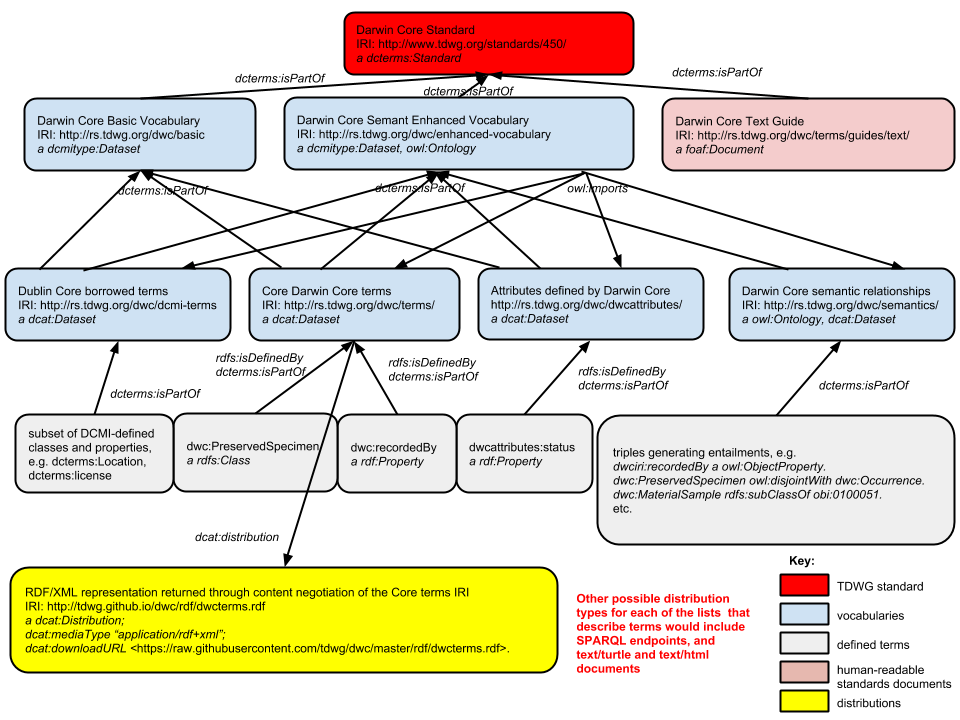 Darwin Core Standard
IRI: http://www.tdwg.org/standards/450/
a dcterms:Standard
dcterms:isPartOf
dcterms:isPartOf
dcterms:isPartOf
Darwin Core Basic Vocabulary
IRI: http://rs.tdwg.org/dwc/basic
a dcmitype:Dataset
Darwin Core Semant Enhanced Vocabulary
IRI: http://rs.tdwg.org/dwc/enhanced-vocabulary
a dcmitype:Dataset, owl:Ontology
Darwin Core Text Guide
IRI: http://rs.tdwg.org/dwc/terms/guides/text/
a foaf:Document
dcterms:isPartOf
dcterms:isPartOf
owl:imports
Dublin Core borrowed terms
IRI: http://rs.tdwg.org/dwc/dcmi-terms
a dcat:Dataset
Core Darwin Core terms
IRI: http://rs.tdwg.org/dwc/terms/
a dcat:Dataset
Attributes defined by Darwin Core
http://rs.tdwg.org/dwc/dwcattributes/
a dcat:Dataset
Darwin Core semantic relationships
IRI: http://rs.tdwg.org/dwc/semantics/
a owl:Ontology, dcat:Dataset
dcterms:isPartOf
rdfs:isDefinedBy
dcterms:isPartOf
rdfs:isDefinedBy
dcterms:isPartOf
rdfs:isDefinedBy
dcterms:isPartOf
dcterms:isPartOf
subset of DCMI-defined
classes and properties,
e.g. dcterms:Location,
dcterms:license
dwc:PreservedSpecimen
a rdfs:Class
dwc:recordedBy
a rdf:Property
dwcattributes:status
a rdf:Property
triples generating entailments, e.g.
dwciri:recordedBy a owl:ObjectProperty.
dwc:PreservedSpecimen owl:disjointWith dwc:Occurrence.
dwc:MaterialSample rdfs:subClassOf obi:0100051.
etc.
dcat:distribution
RDF/XML representation returned through content negotiation of the Core terms IRI
IRI: http://tdwg.github.io/dwc/rdf/dwcterms.rdf
a dcat:Distribution;
dcat:mediaType “application/rdf+xml”;
dcat:downloadURL <https://raw.githubusercontent.com/tdwg/dwc/master/rdf/dwcterms.rdf>.
Other possible distribution
types for each of the lists that
describe terms would include
SPARQL endpoints, and
text/turtle and text/html
documents
Key:
TDWG standard
vocabularies
defined terms
human-readable
standards documents
distributions